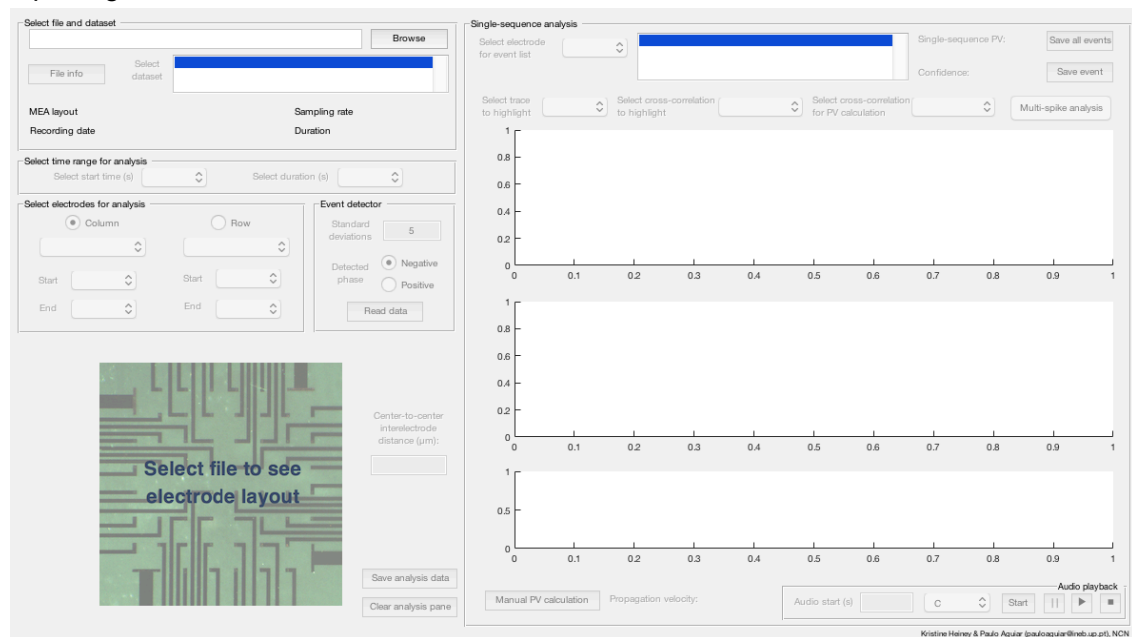 Select file and dataset
Browse
File info
Select
dataset
MEA layout
Sampling rate
Recording date
Duration
Select time range for analysis
Select start time (s)
Select duration (s)
Select electrodes for analysis
Column
Row
Start
Start
End
End
Event detector
Standard
deviations
5
Detected
phase
Negative
Positive
Read data
Select file to see
electrode layout
Center-to-center
interelectrode
distance (µm):
Save analysis data
Clear analysis pane
Single-sequence analysis
Select electrode
for event list
Single-sequence PV:
Save all events
Confidence:
Save event
Select trace
to highlight
Select cross-correlation
to highlight
Select cross-correlation
for PV calculation
Multi-spike analysis
1
0.8
0.6
0.4
0.2
0
0 0.1 0.2 0.3 0.4 0.5 0.6 0.7 0.8 0.9 1
1
0.8
0.6
0.4
0.2
0
0 0.1 0.2 0.3 0.4 0.5 0.6 0.7 0.8 0.9 1
1
0.5
0
0 0.1 0.2 0.3 0.4 0.5 0.6 0.7 0.8 0.9 1
Manual PV calculation
Propagation velocity:
Audio playback
Audio start (s)
C
Start
Kristine Heiney & Paulo Aguiar (pauloaguiar@ineb.up.pt), NCN